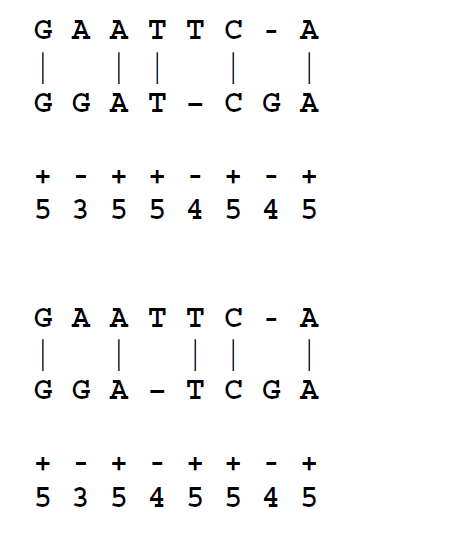 G A A T T C - A
| | | | |
G G A T – C G A
+ - + + - + - +
5 3 5 5 4 5 4 5
G A A T T C - A
| | | | |
G G A – T C G A
+ - + - + + - +
5 3 5 4 5 5 4 5